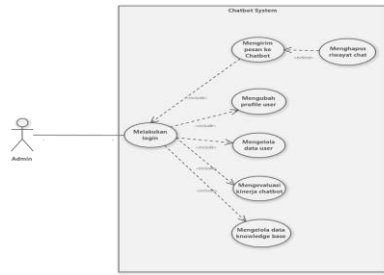 Chatbot System
Mengirim
pesan ke
Chatbot
Menghapus
riwayat chat
Mengubah
profile user
Melakukan
login
Admin
Mengelola
data user
Mengevaluasi
kinerja chatbot
Mengelola data
knowledge base